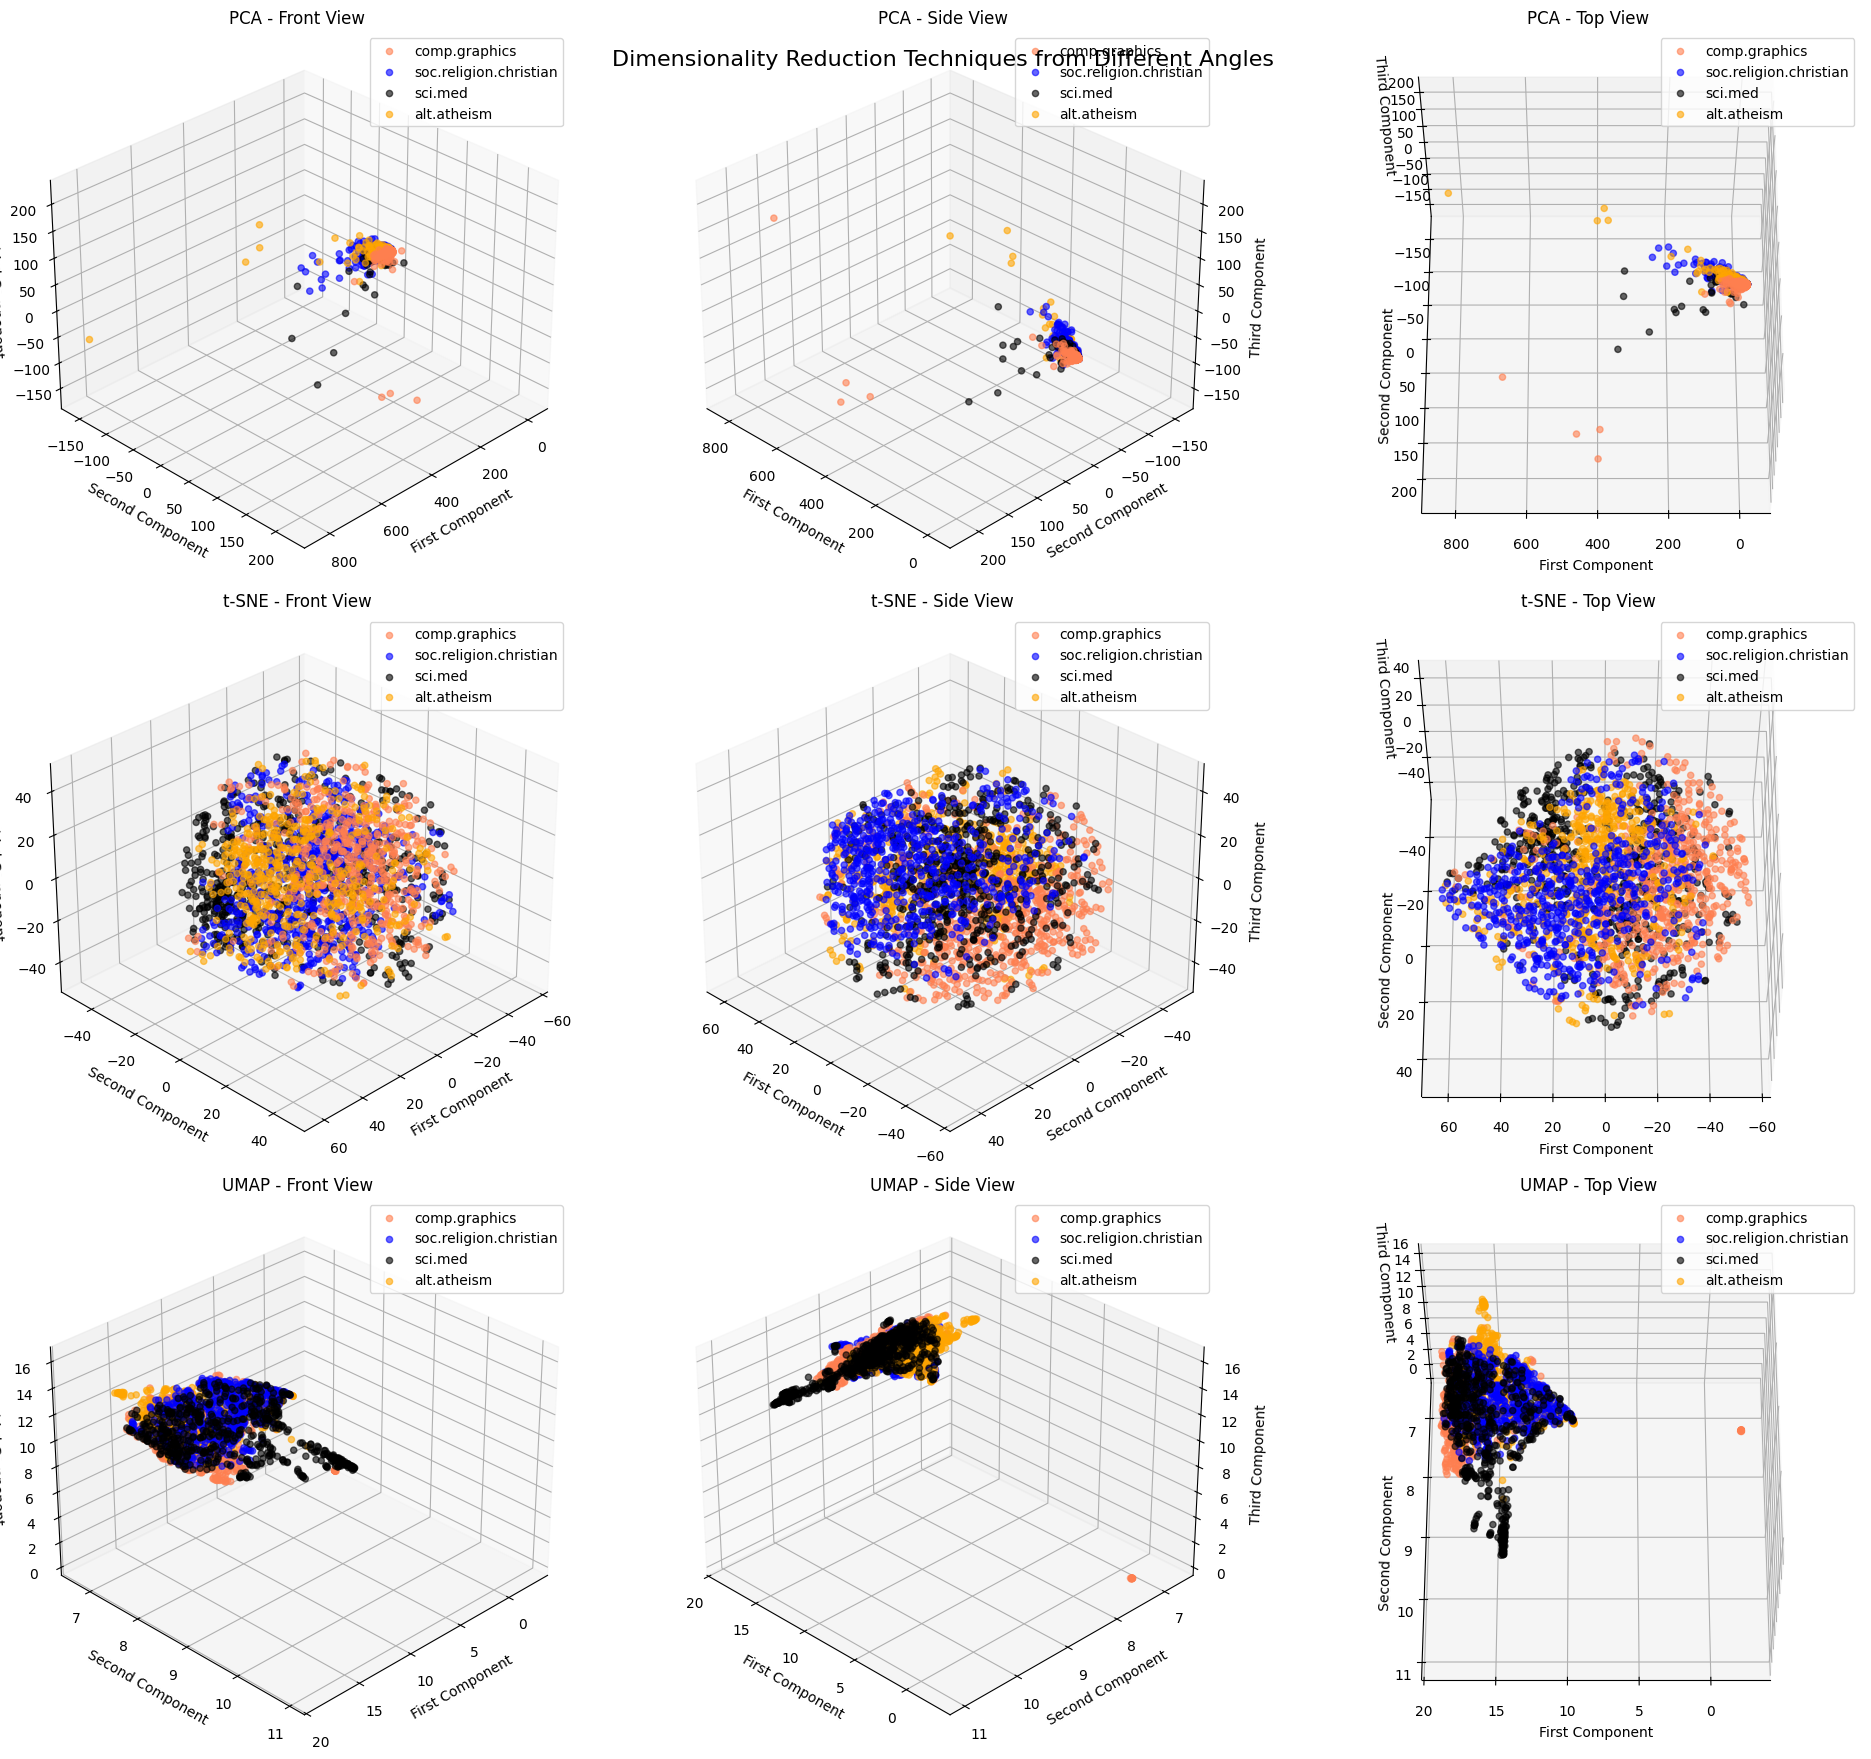 PCA - Front View
PCA - Side View
PCA - Top View
Dimensionality Reduction Techniques from Different Angles
comp.graphics
soc.religion.christian
sci.med
alt.atheism
200
150
100
50
0
−50
−100
−150
−150
−100
−50
0
50
100
150
200
Second Component
0
200
400
600
800
First Component
comp.graphics
soc.religion.christian
sci.med
alt.atheism
200
150
100
50
0
−50
−100
−150
Third Component
800
600
400
200
0
First Component
−150
−100
−50
0
50
100
150
200
Second Component
comp.graphics
soc.religion.christian
sci.med
alt.atheism
Third Component
200
150
100
50
0
−50
−100
−150
−150
−100
−50
0
50
100
150
200
Second Component
800
600
400
200
0
First Component
t-SNE - Front View
t-SNE - Side View
t-SNE - Top View
comp.graphics
soc.religion.christian
sci.med
alt.atheism
40
20
0
−20
−40
−40
−20
0
20
40
Second Component
−60
−40
−20
0
20
40
60
First Component
comp.graphics
soc.religion.christian
sci.med
alt.atheism
40
20
0
−20
−40
Third Component
60
40
20
0
−20
−40
−60
First Component
−40
−20
0
20
40
Second Component
comp.graphics
soc.religion.christian
sci.med
alt.atheism
Third Component
40
20
0
−20
−40
−40
−20
0
20
40
Second Component
60
40
20
0
−20
−40
−60
First Component
UMAP - Front View
UMAP - Side View
UMAP - Top View
comp.graphics
soc.religion.christian
sci.med
alt.atheism
16
14
12
10
8
6
4
2
0
7
8
9
10
11
Second Component
0
5
10
15
20
First Component
comp.graphics
soc.religion.christian
sci.med
alt.atheism
16
14
12
10
8
6
4
2
0
Third Component
20
15
10
5
0
First Component
7
8
9
10
11
Second Component
comp.graphics
soc.religion.christian
sci.med
alt.atheism
Third Component
16
14
12
10
8
6
4
2
0
7
8
9
10
11
Second Component
20
15
10
5
0
First Component